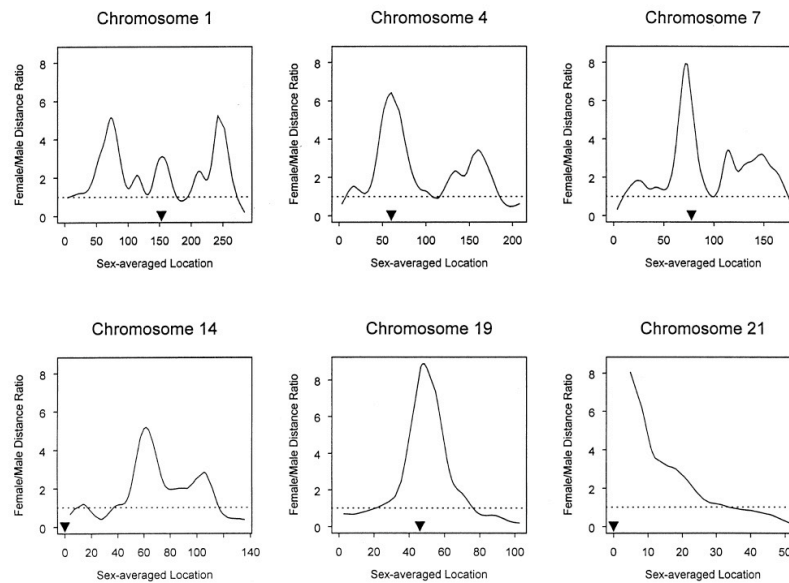 Chromosome 1
Chromosome 4
Chromosome 7
Female/Male Distance Ratio
8
6
4
2
0
0 50 100 150 200 250
Sex-averaged Location
Female/Male Distance Ratio
8
6
4
2
0
0 50 100 150 200
Sex-averaged Location
Female/Male Distance Ratio
8
6
4
2
0
0 50 100 150
Sex-averaged Location
Chromosome 14
Chromosome 19
Chromosome 21
Female/Male Distance Ratio
8
6
4
2
0
0 20 40 60 80 100 120 140
Sex-averaged Location
Female/Male Distance Ratio
8
6
4
2
0
0 20 40 60 80 100
Sex-averaged Location
Female/Male Distance Ratio
8
6
4
2
0
0 10 20 30 40 50
Sex-averaged Location